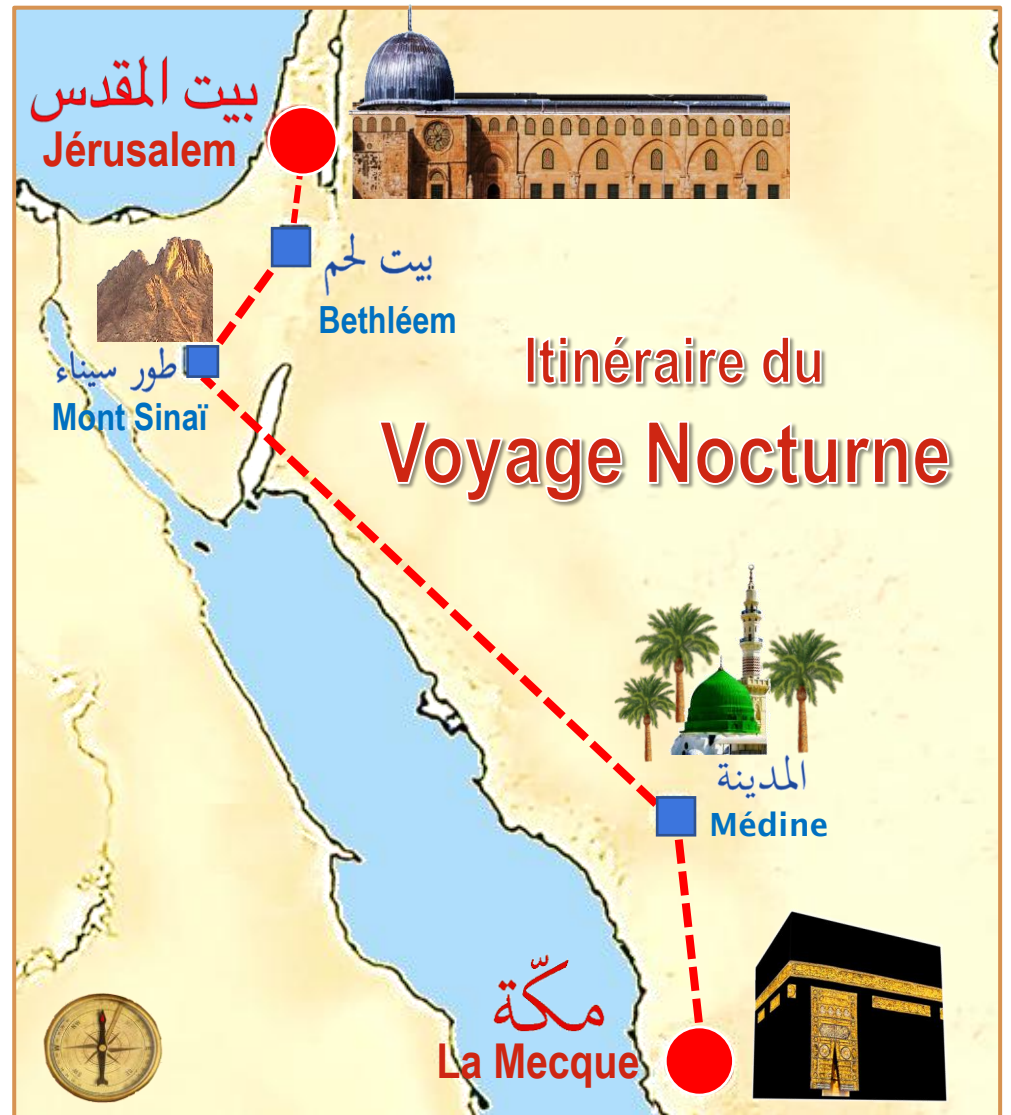 بيت المقدس
Jérusalem
بيت لحم
Bethléem
طور سيناء
Mont Sinaï
Itinéraire du
Voyage Nocturne
المدينة
Médine
مكّة
La Mecque